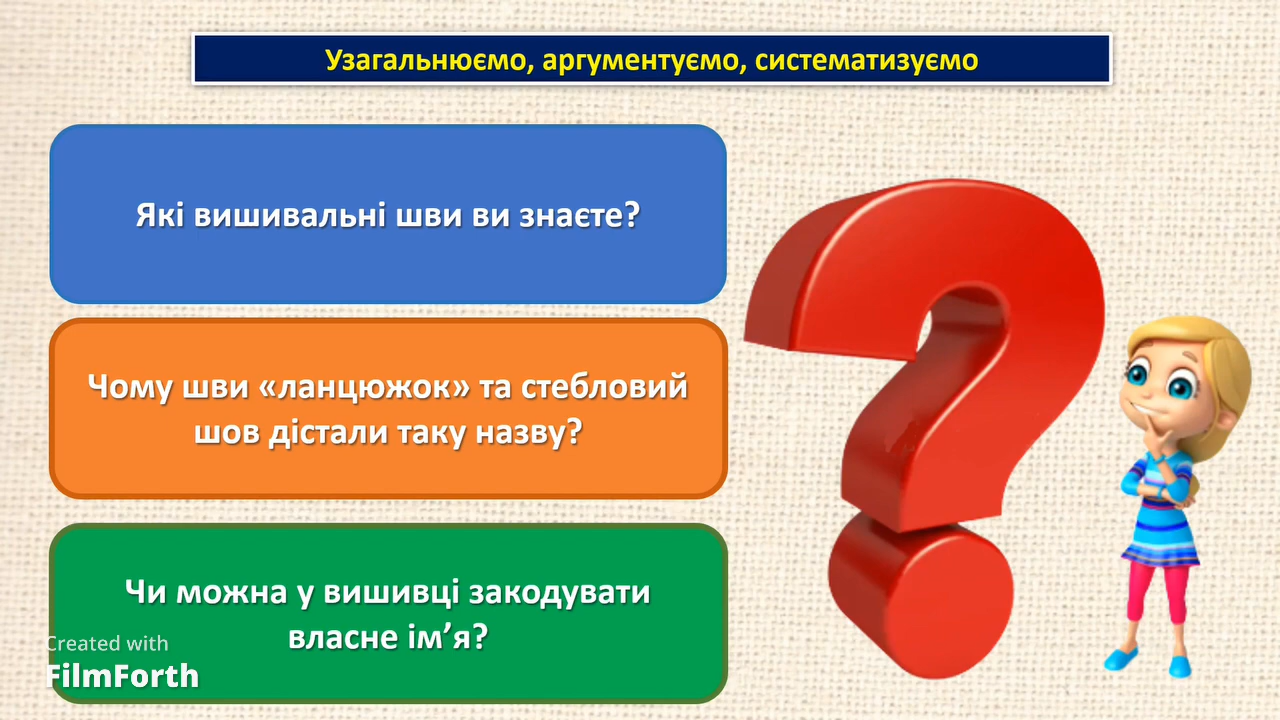 Узагальнюємо, аргументуємо, систематизуємо
Які вишивальні шви ви знаєте?
Чому шви «ланцюжок» та стебловий
шов дістали таку назву?
Чи можна у вишивці закодувати
власне ім’я?
Created with
FilmForth